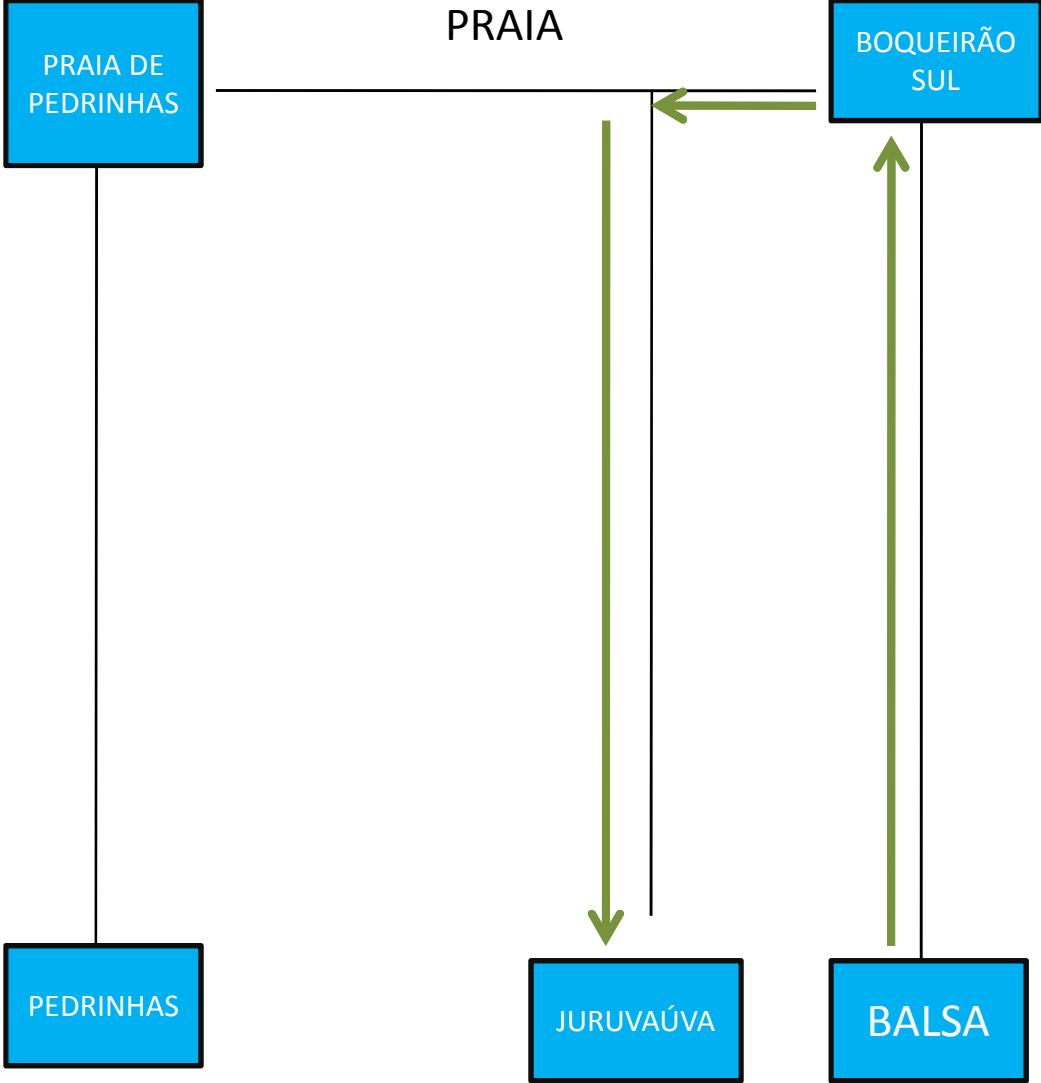 PRAIA
PRAIA DE
PEDRINHAS
BOQUEIRÃO
SUL
PEDRINHAS
JURUVAÚVA
BALSA